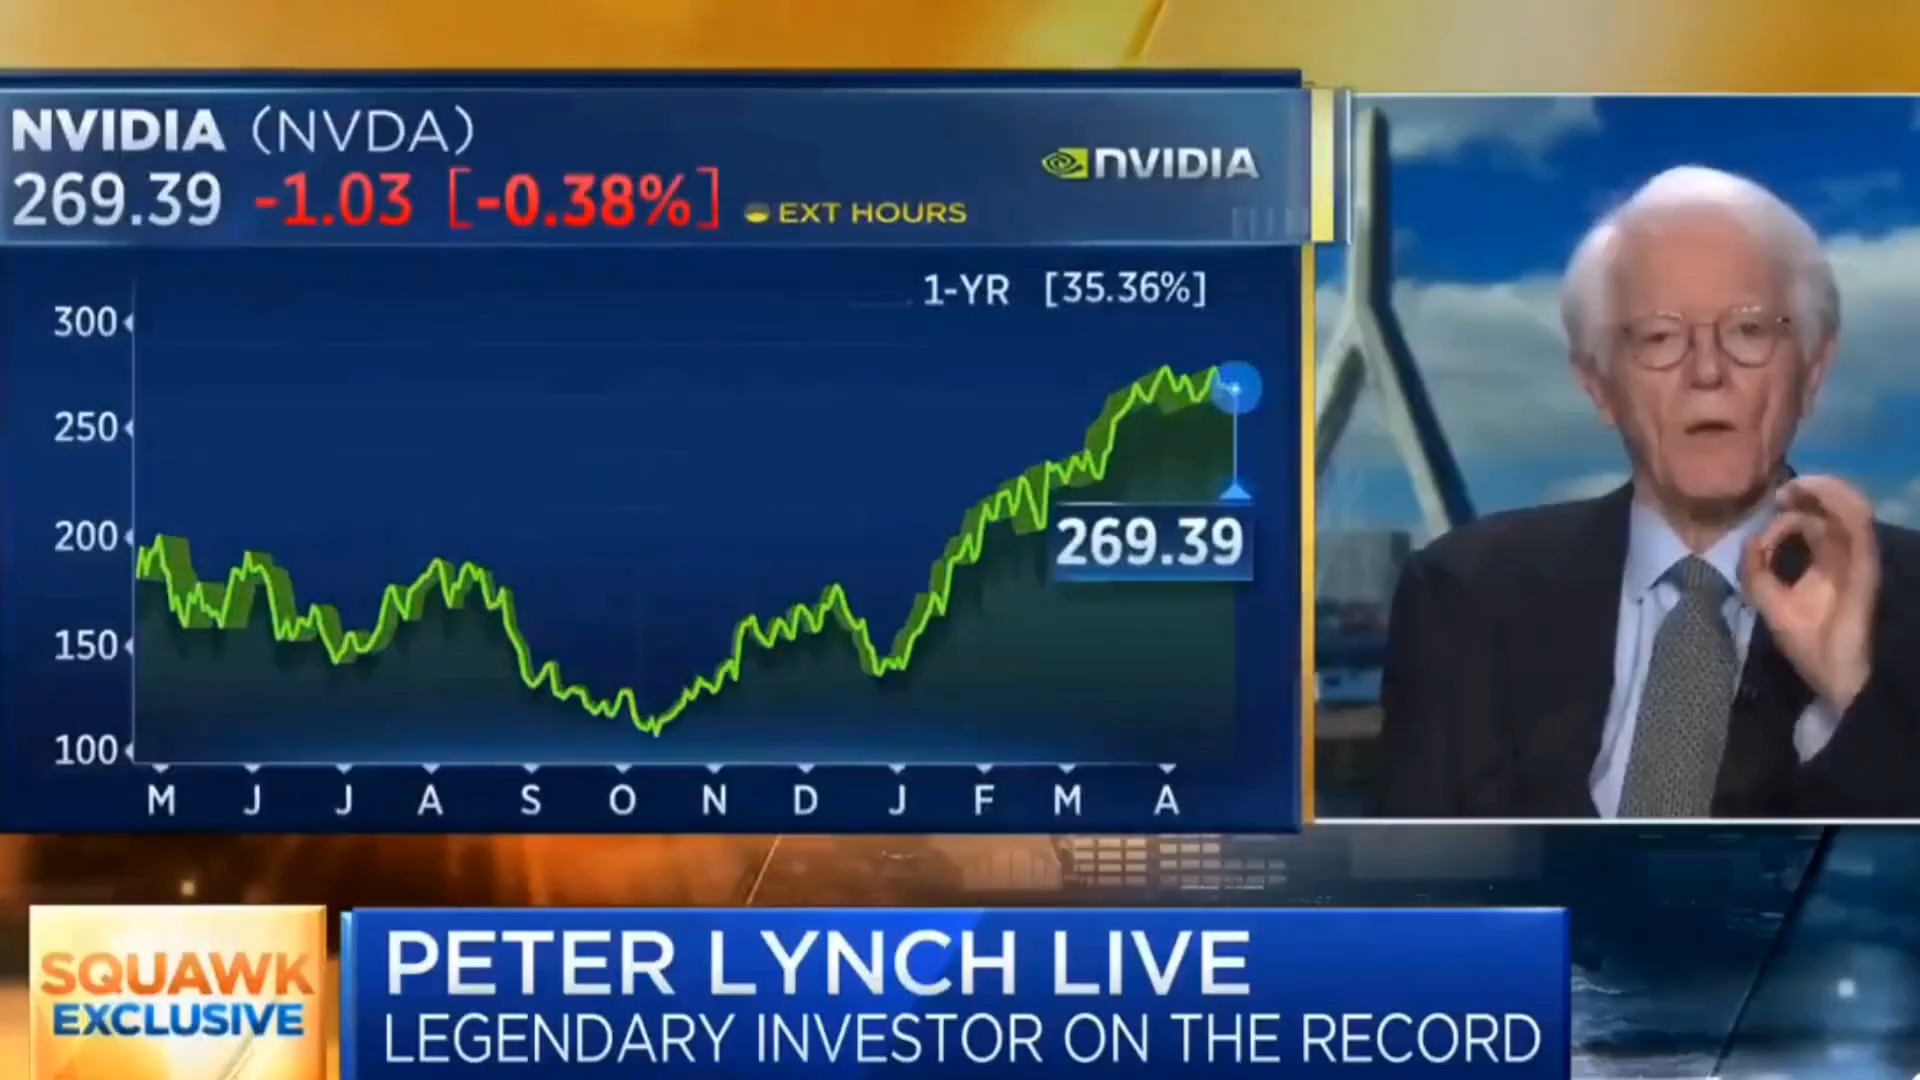 NVIDIA (NVDA)
269.39 -1.03 [-0.38%] EXT HOURS
NVIDIA
1-YR [35.36%]
300
250
200
150
100
269.39
M J J A S O N D J F M A
SQUAWK
EXCLUSIVE
PETER LYNCH LIVE
LEGENDARY INVESTOR ON THE RECORD